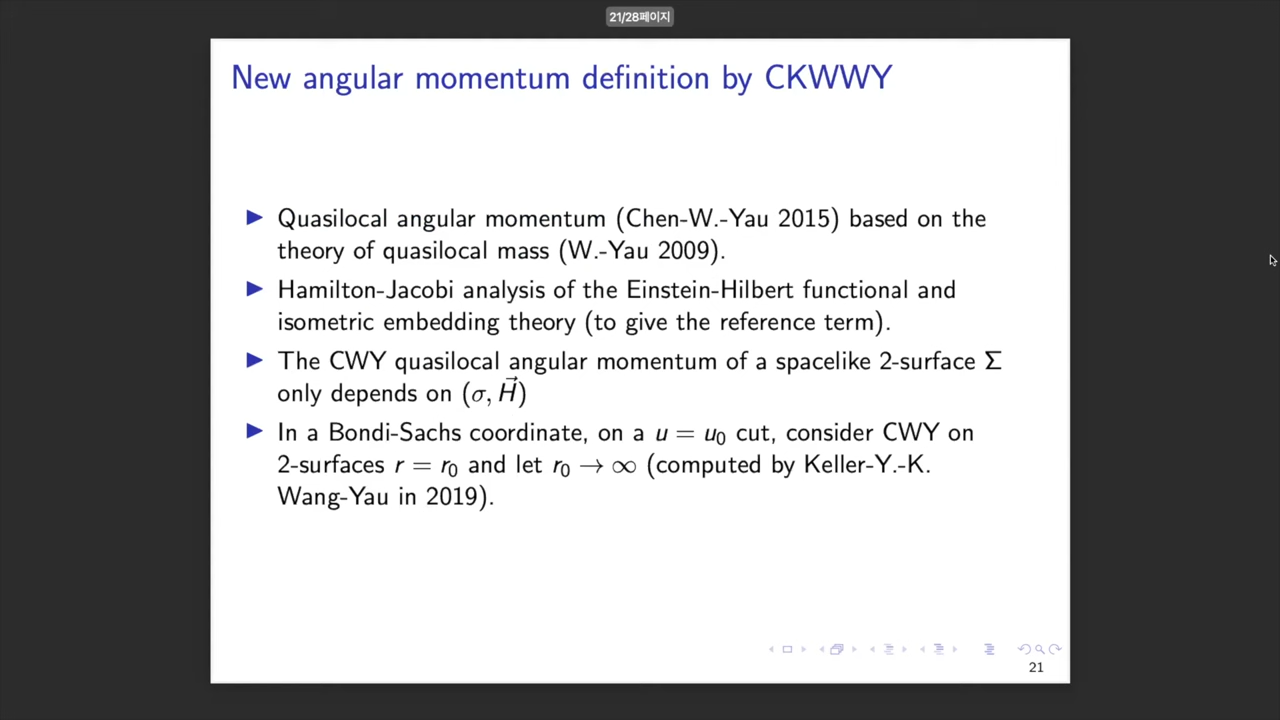 21/28페이지
New angular momentum definition by CKWWY
▶ Quasilocal angular momentum (Chen-W.-Yau 2015) based on the
theory of quasilocal mass (W.-Yau 2009).
▶ Hamilton-Jacobi analysis of the Einstein-Hilbert functional and
isometric embedding theory (to give the reference term).
▶ The CWY quasilocal angular momentum of a spacelike 2-surface Σ
only depends on (σ, H⃗)
▶ In a Bondi-Sachs coordinate, on a u = u₀ cut, consider CWY on
2-surfaces r = r₀ and let r₀ → ∞ (computed by Keller-Y.-K.
Wang-Yau in 2019).
21